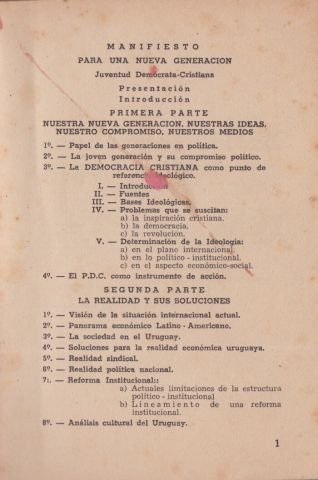 MANIFIESTO
PARA UNA NUEVA GENERACION
Juventud Demócrata-Cristiana
Presentación
Introducción
PRIMERA PARTE
NUESTRA NUEVA GENERACION, NUESTRAS IDEAS,
NUESTRO COMPROMISO, NUESTROS MEDIOS
1º. — Papel de las generaciones en política.
2º. — La joven generación y su compromiso político.
3º. — La DEMOCRACIA CRISTIANA como punto de
referencia ideológico.
I. — Introducción
II. — Fuentes
III. — Bases Ideológicas.
IV. — Problemas que se suscitan:
a) la inspiración cristiana.
b) la democracia.
c) la revolución.
V. — Determinación de la Ideología:
a) en el plano internacional.
b) en lo político - institucional.
c) en el aspecto económico-social.
4º. — El P.D.C. como instrumento de acción.
SEGUNDA PARTE
LA REALIDAD Y SUS SOLUCIONES
1º. — Visión de la situación internacional actual.
2º. — Panorama económico Latino - Americano.
3º. — La sociedad en el Uruguay.
4º. — Soluciones para la realidad económica uruguaya.
5º. — Realidad sindical.
6º. — Realidad política nacional.
7:. — Reforma Institucional::
a) Actuales limitaciones de la estructura
político - institucional
b) Lineamiento de una reforma
institucional.
8º. — Análisis cultural del Uruguay.
1